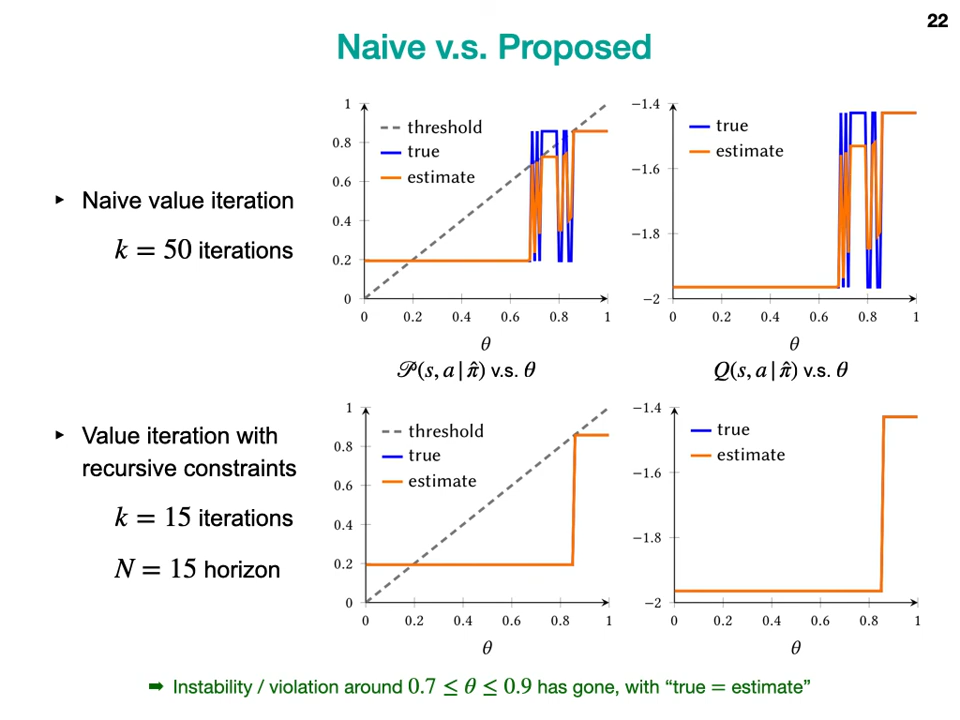 22
Naive v.s. Proposed
▸ Naive value iteration
k = 50 iterations
1
0.8
0.6
0.4
0.2
0
threshold
true
estimate
0 0.2 0.4 0.6 0.8 1
θ
𝒫(s, a | π̂) v.s. θ
−1.4
−1.6
−1.8
−2
true
estimate
0 0.2 0.4 0.6 0.8 1
θ
Q(s, a | π̂) v.s. θ
▸ Value iteration with
recursive constraints
k = 15 iterations
N = 15 horizon
1
0.8
0.6
0.4
0.2
0
threshold
true
estimate
0 0.2 0.4 0.6 0.8 1
θ
−1.4
−1.6
−1.8
−2
true
estimate
0 0.2 0.4 0.6 0.8 1
θ
➡ Instability / violation around 0.7 ≤ θ ≤ 0.9 has gone, with “true = estimate”